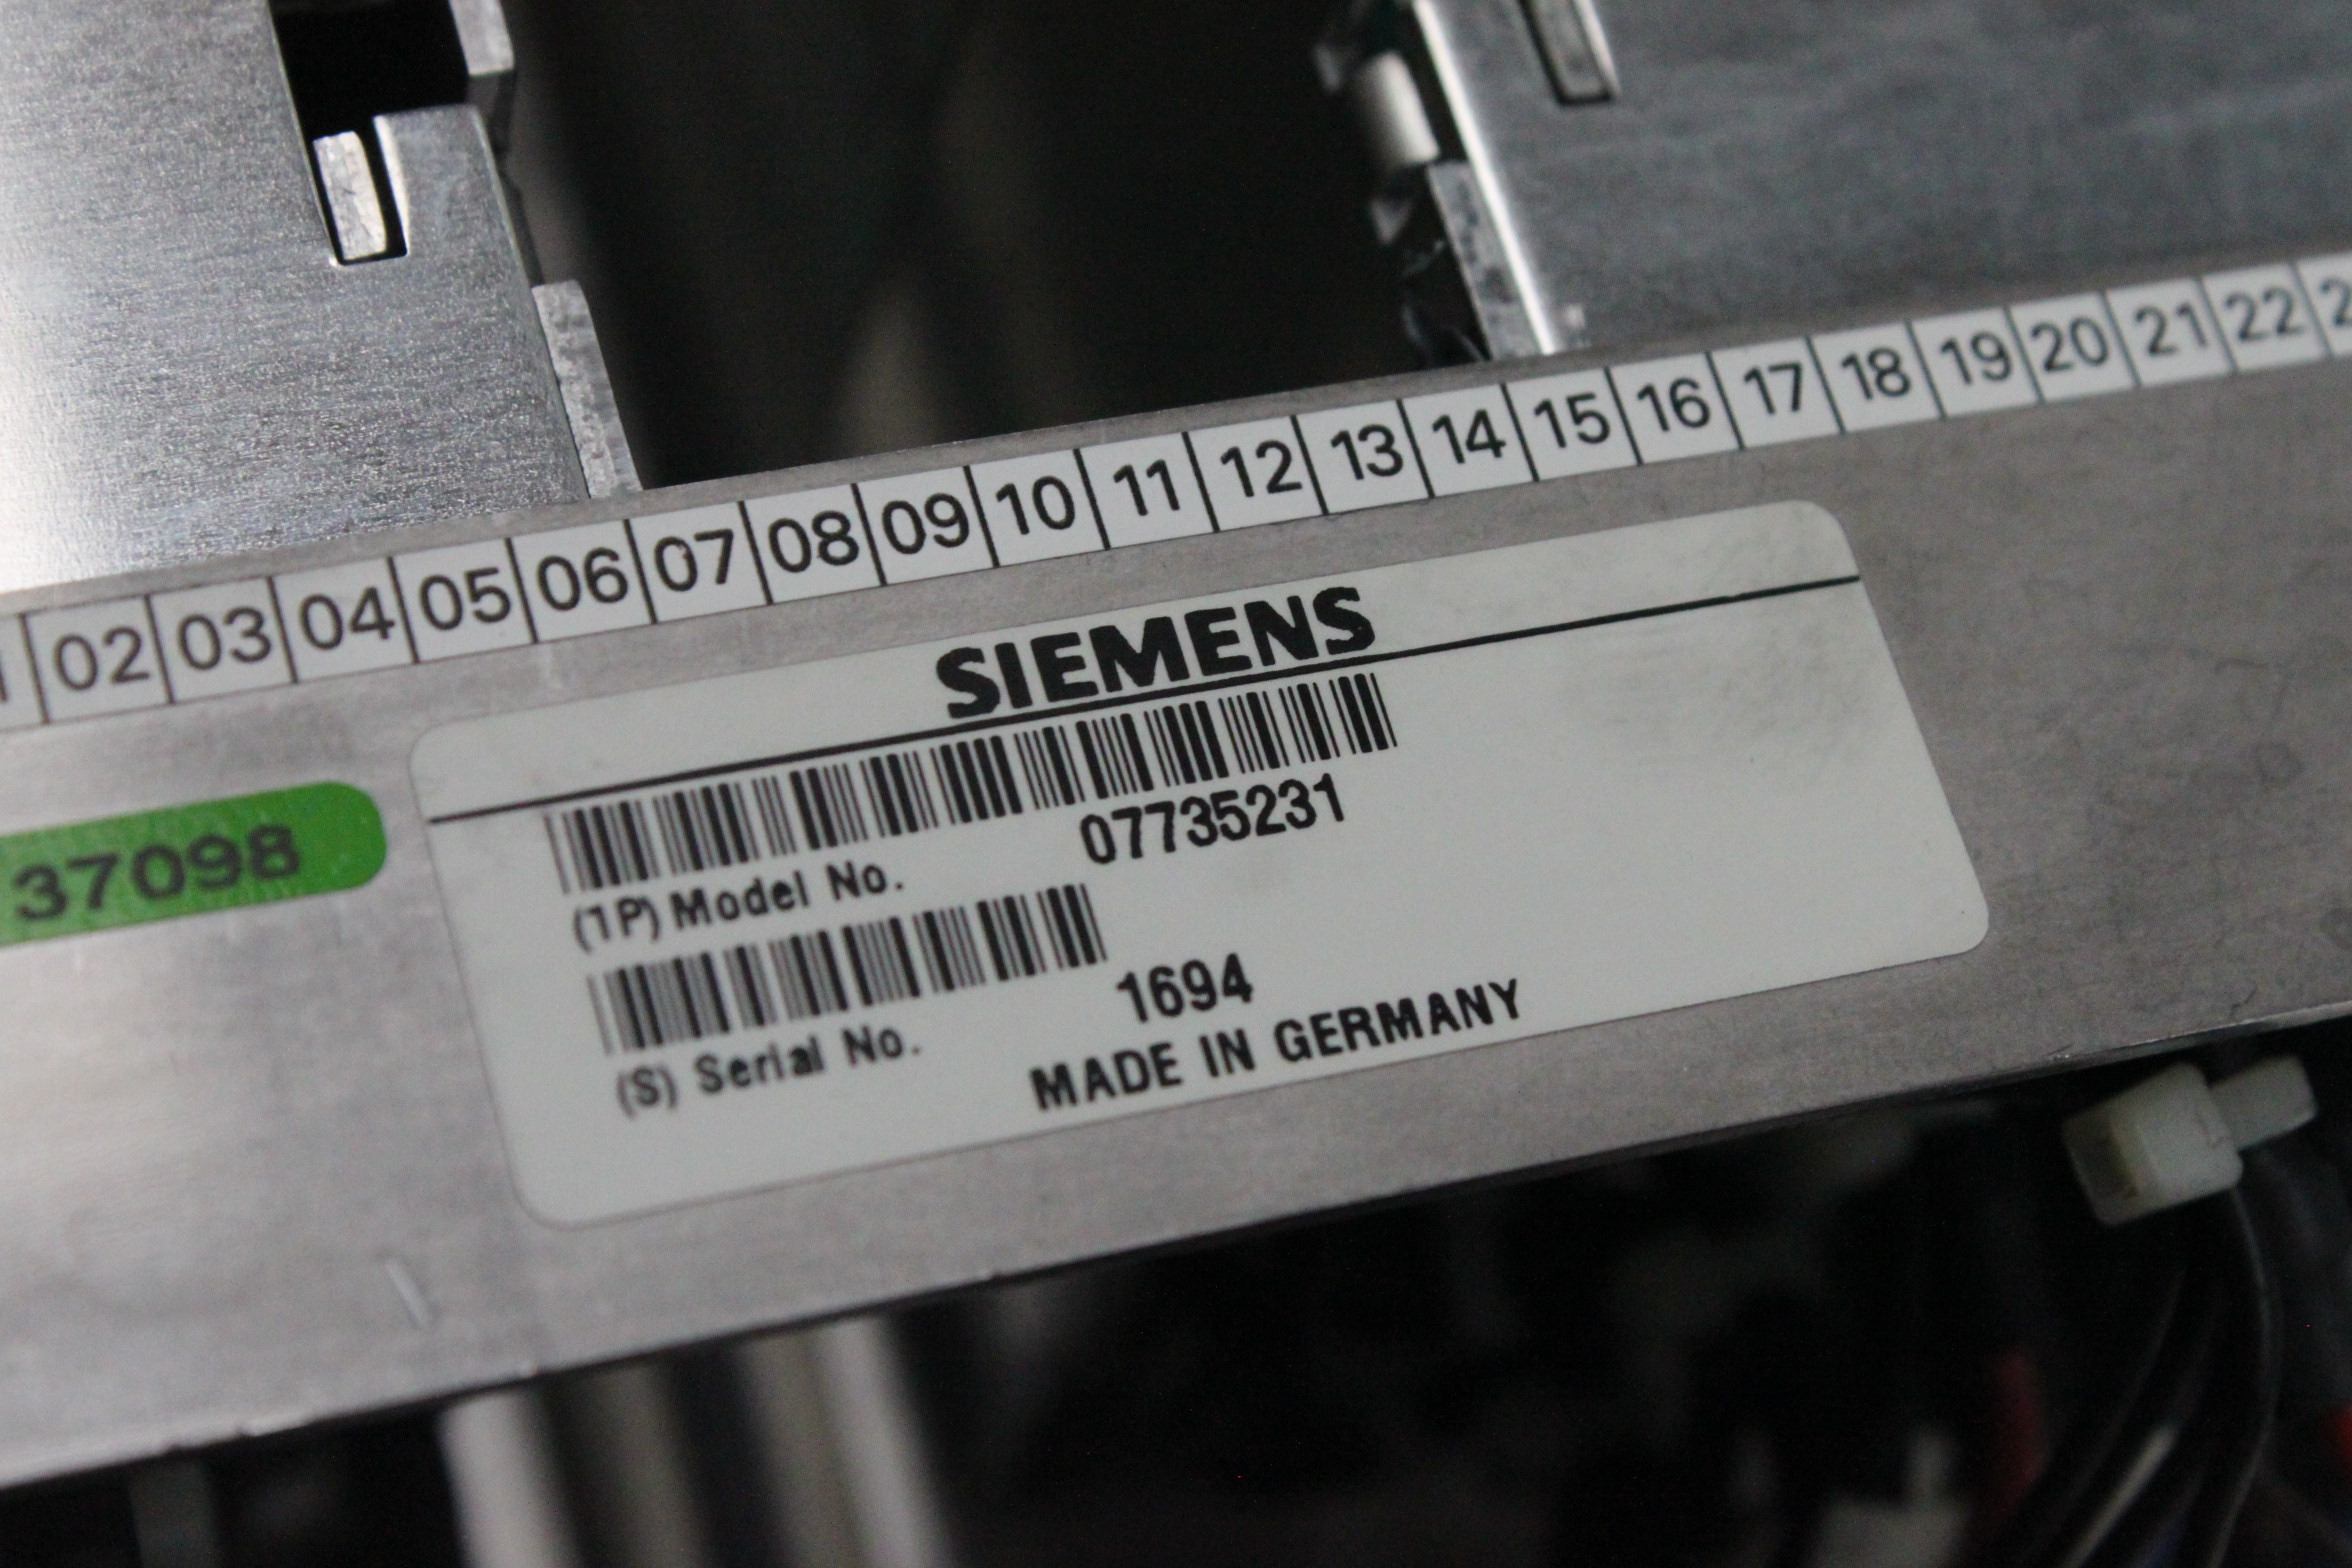 02 03 04 05 06 07 08 09 10 11 12 13 14 15 16 17 18 19 20 21 22
SIEMENS
07735231
(1P) Model No.
37098
1694
(S) Serial No.
MADE IN GERMANY